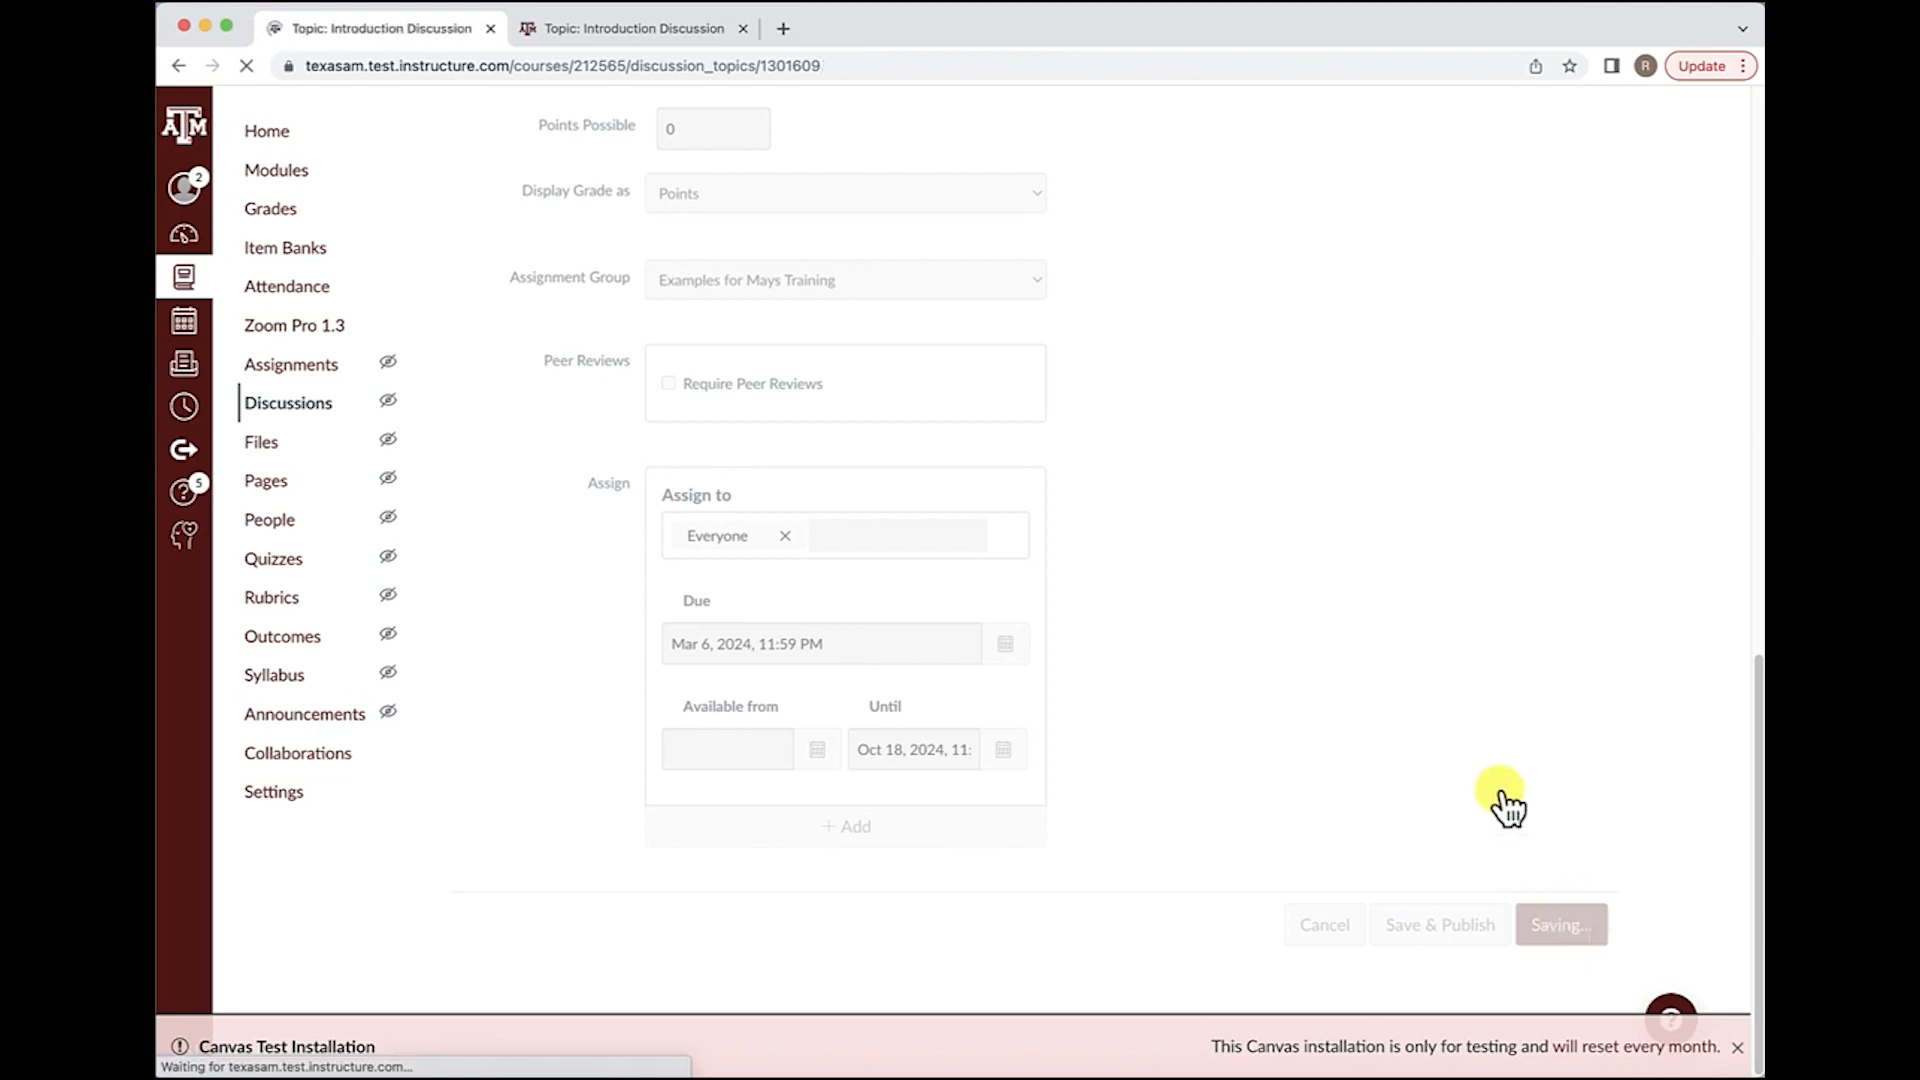 Topic: Introduction Discussion
Topic: Introduction Discussion
texasam.test.instructure.com/courses/212565/discussion_topics/1301609
R
Update
ATM
2
5
Home
Modules
Grades
Item Banks
Attendance
Zoom Pro 1.3
Assignments
Discussions
Files
Pages
People
Quizzes
Rubrics
Outcomes
Syllabus
Announcements
Collaborations
Settings
Points Possible
0
Display Grade as
Points
Assignment Group
Examples for Mays Training
Peer Reviews
Require Peer Reviews
Assign
Assign to
Everyone
Due
Mar 6, 2024, 11:59 PM
Available from
Until
Oct 18, 2024, 11:
+ Add
Cancel
Save & Publish
Saving...
Canvas Test Installation
This Canvas installation is only for testing and will reset every month.
Waiting for texasam.test.instructure.com...